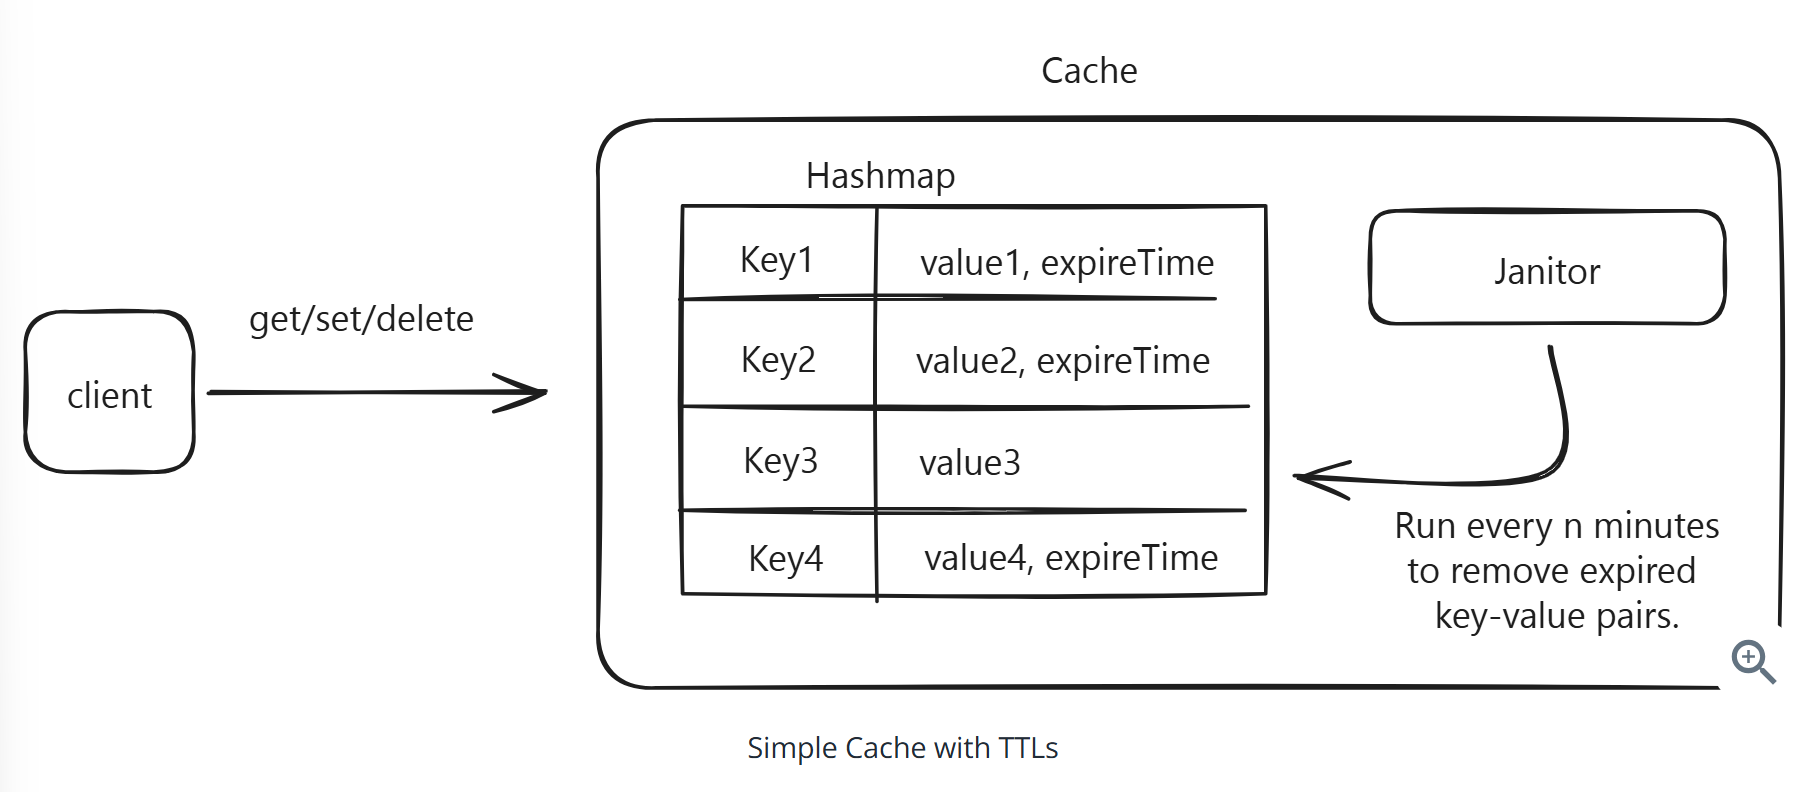 Cache
Hashmap
Key1 value1, expireTime
Janitor
get/set/delete
Key2 value2, expireTime
client
Key3 value3
Run every n minutes
to remove expired
key-value pairs.
Key4 value4, expireTime
Simple Cache with TTLs